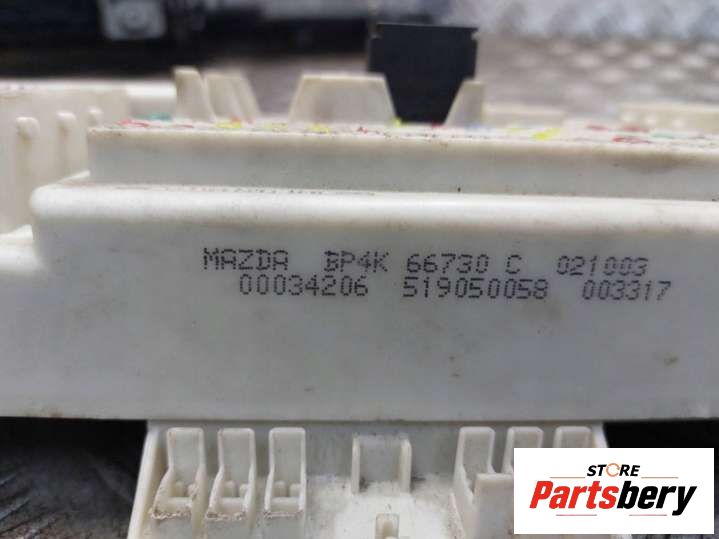 MAZDA BP4K 66730 C 021003
00034206 519050058 003317
STORE
Partsbery